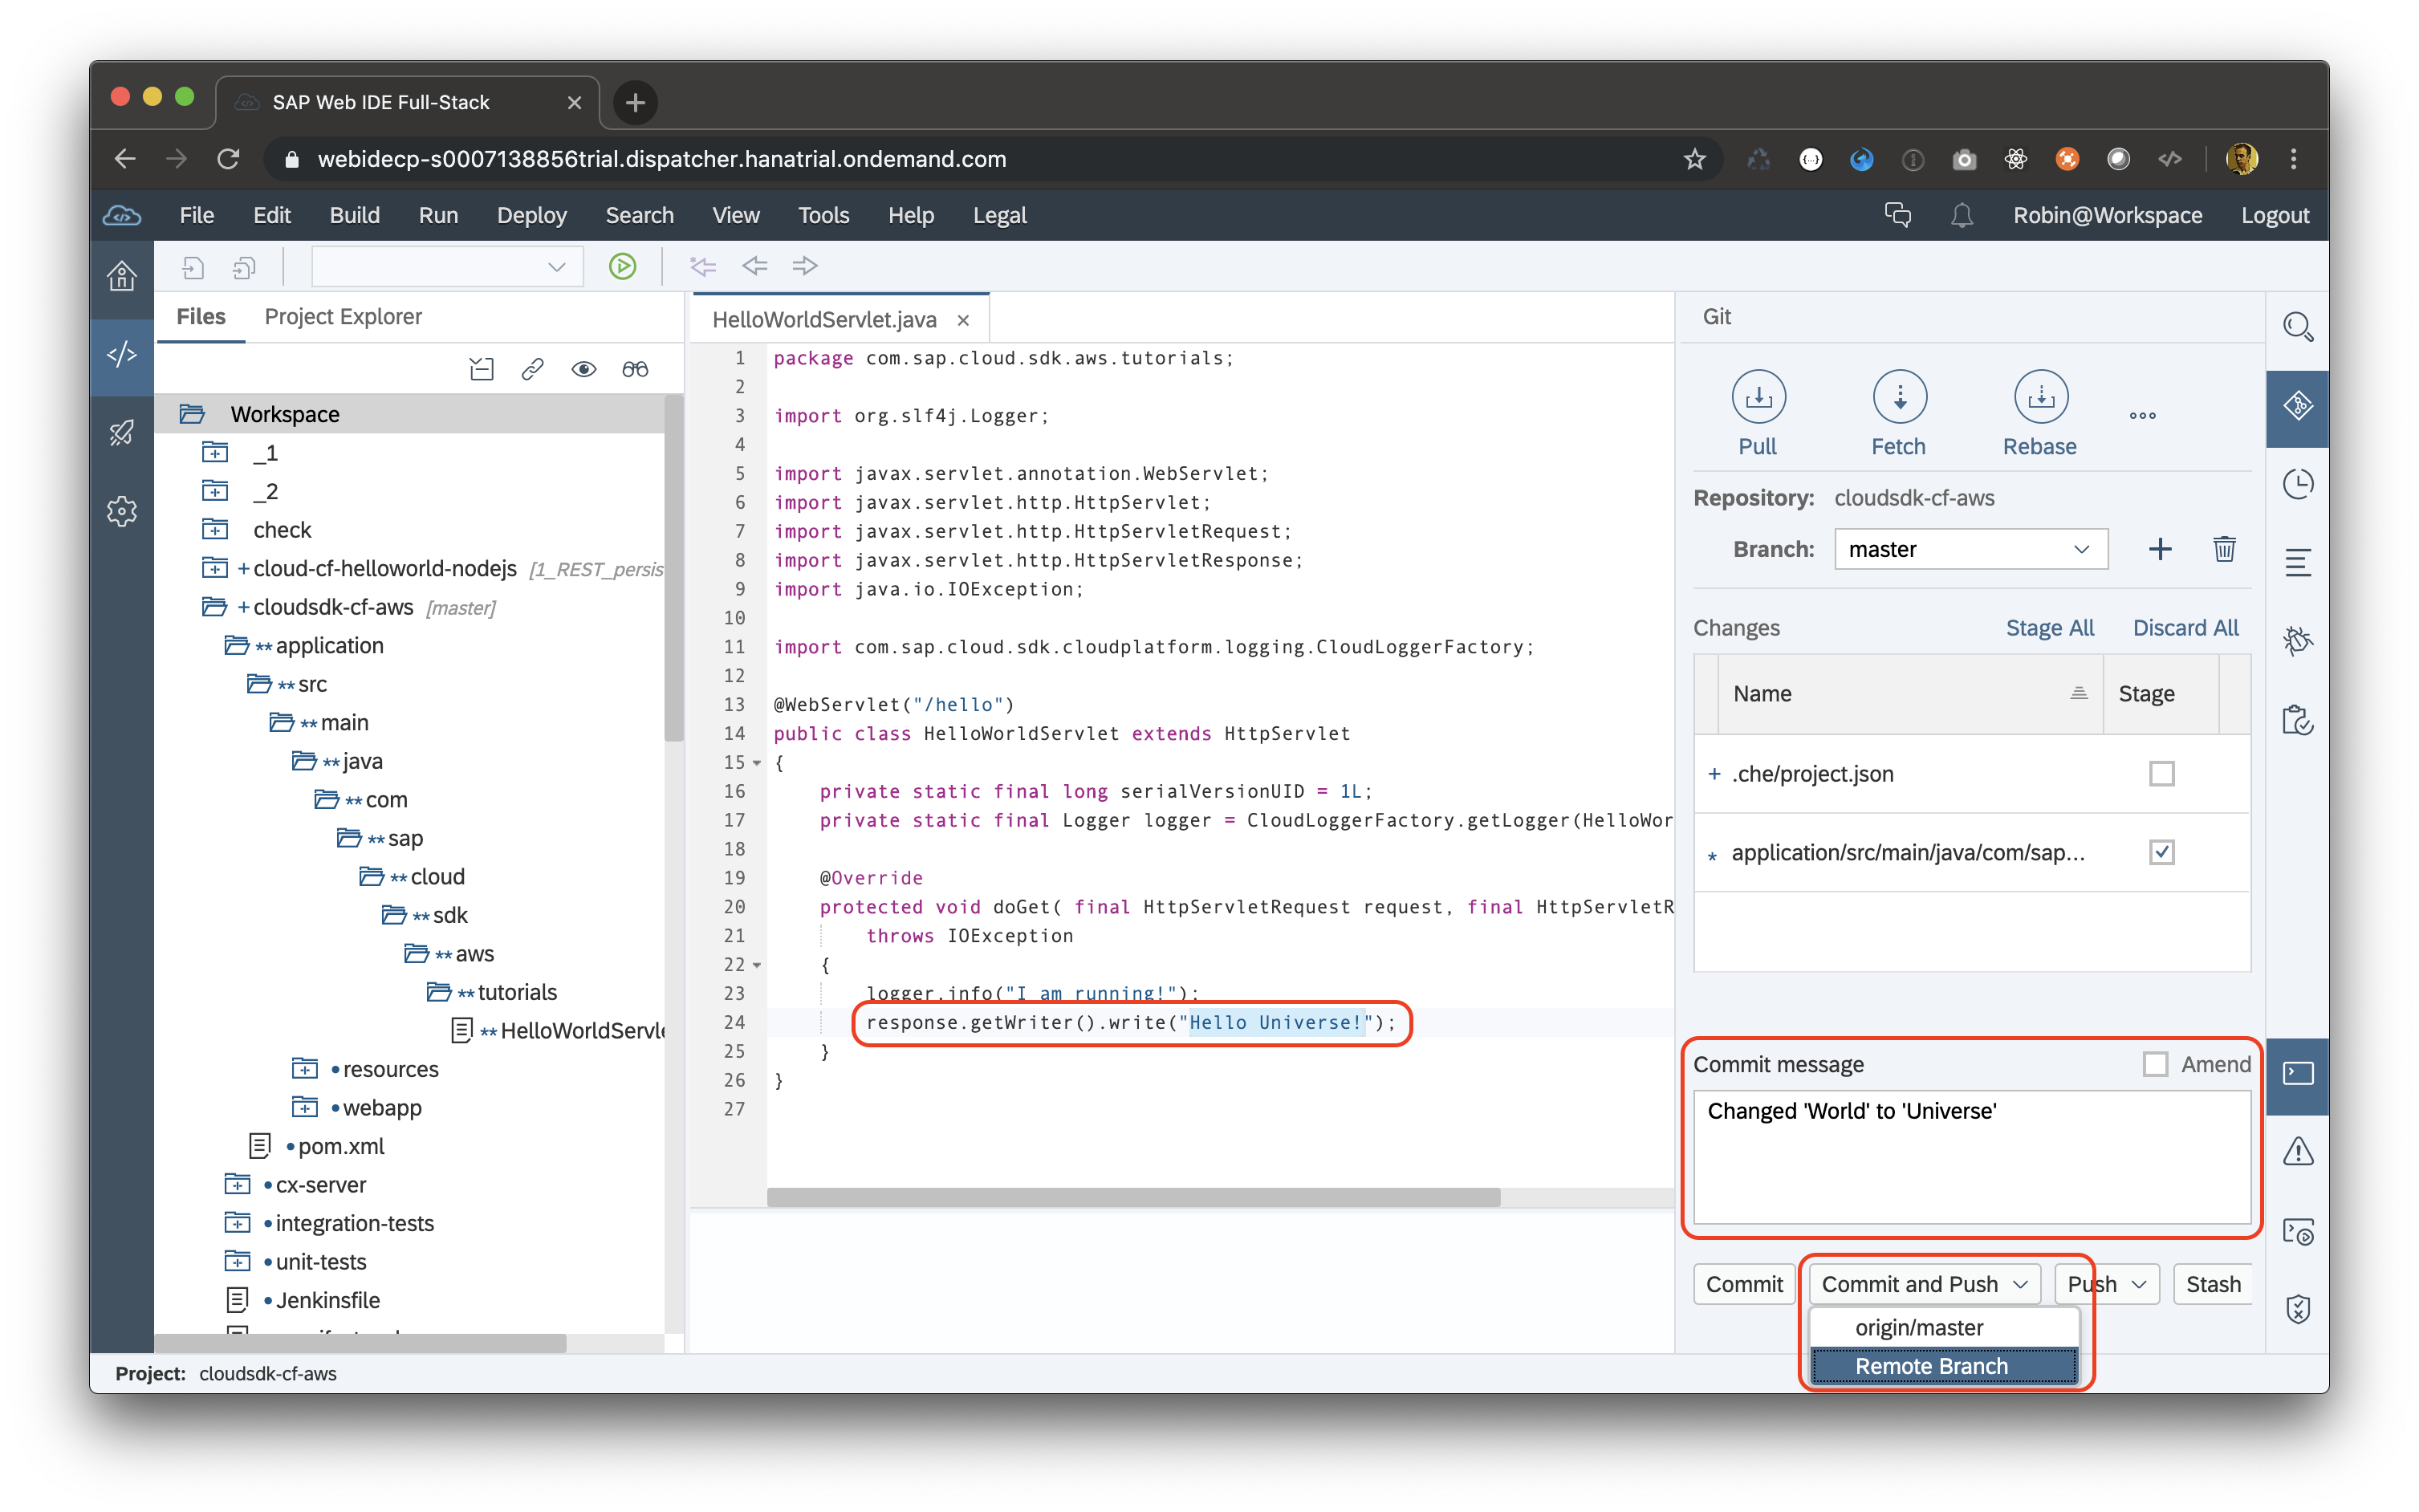 SAP Web IDE Full-Stack
webidecp-s0007138856trial.dispatcher.hanatrial.ondemand.com
File Edit Build Run Deploy Search View Tools Help Legal Robin@Workspace Logout
Files Project Explorer
Workspace
_1
_2
check
+ cloud-cf-helloworld-nodejs [1_REST_persis
+ cloudsdk-cf-aws [master]
** application
** src
** main
** java
** com
** sap
** cloud
** sdk
** aws
** tutorials
** HelloWorldServle
• resources
• webapp
• pom.xml
• cx-server
• integration-tests
• unit-tests
• Jenkinsfile
HelloWorldServlet.java
1 package com.sap.cloud.sdk.aws.tutorials;
2
3 import org.slf4j.Logger;
4
5 import javax.servlet.annotation.WebServlet;
6 import javax.servlet.http.HttpServlet;
7 import javax.servlet.http.HttpServletRequest;
8 import javax.servlet.http.HttpServletResponse;
9 import java.io.IOException;
10
11 import com.sap.cloud.sdk.cloudplatform.logging.CloudLoggerFactory;
12
13 @WebServlet("/hello")
14 public class HelloWorldServlet extends HttpServlet
15 {
16 private static final long serialVersionUID = 1L;
17 private static final Logger logger = CloudLoggerFactory.getLogger(HelloWor
18
19 @Override
20 protected void doGet( final HttpServletRequest request, final HttpServletR
21 throws IOException
22 {
23 logger.info("I am running!");
24 response.getWriter().write("Hello Universe!");
25 }
26 }
27
Git
Pull Fetch Rebase
Repository: cloudsdk-cf-aws
Branch: master
Changes Stage All Discard All
Name Stage
+ .che/project.json
* application/src/main/java/com/sap...
Commit message Amend
Changed 'World' to 'Universe'
Commit Commit and Push Push Stash
origin/master
Remote Branch
Project: cloudsdk-cf-aws